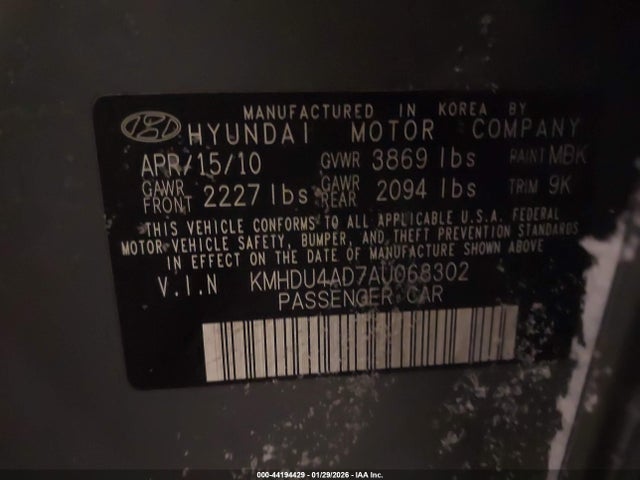 MANUFACTURED IN KOREA BY
HYUNDAI MOTOR COMPANY
APR/15/10 GVWR 3869 lbs PAINT MBK
GAWR FRONT 2227 lbs GAWR REAR 2094 lbs TRIM 9K
THIS VEHICLE CONFORMS TO ALL APPLICABLE U.S.A. FEDERAL
MOTOR VEHICLE SAFETY, BUMPER, AND THEFT PREVENTION STANDARDS
IN EFFECT ON THE DATE OF MANUFACTURE SHOWN ABOVE
V.I.N KMHDU4AD7AU068302
PASSENGER CAR
000-44194429 - 01/29/2026 - IAA Inc.